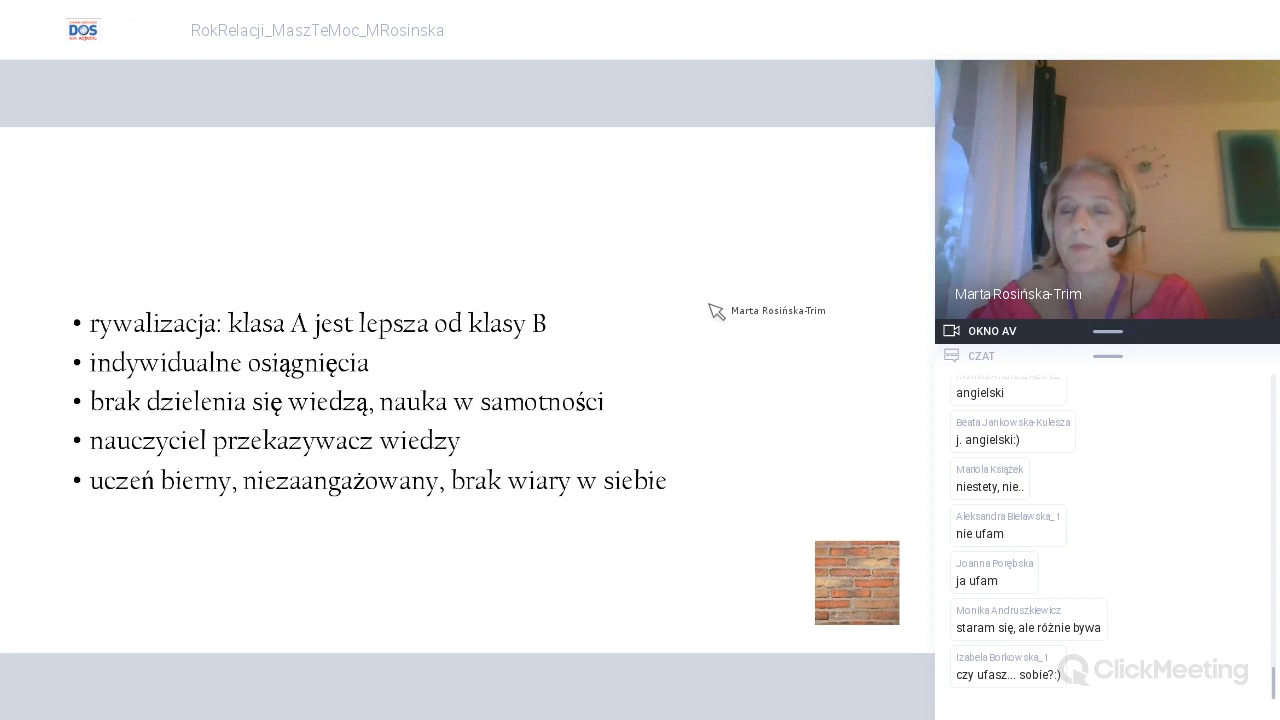 DOS
RokRelacji_MaszTeMoc_MRosinska
• rywalizacja: klasa A jest lepsza od klasy B
• indywidualne osiągnięcia
• brak dzielenia się wiedzą, nauka w samotności
• nauczyciel przekazywacz wiedzy
• uczeń bierny, niezaangażowany, brak wiary w siebie
Marta Rosińska-Trim
Marta Rosińska-Trim
OKNO AV
CZAT
Monika Andruszkiewicz
angielski
Beata Jankowska-Kulesza
j. angielski:)
Mariola Książek
niestety, nie..
Aleksandra Bielawska_1
nie ufam
Joanna Porębska
ja ufam
Monika Andruszkiewicz
staram się, ale różnie bywa
Izabela Borkowska_1
czy ufasz... sobie?:)
ClickMeeting